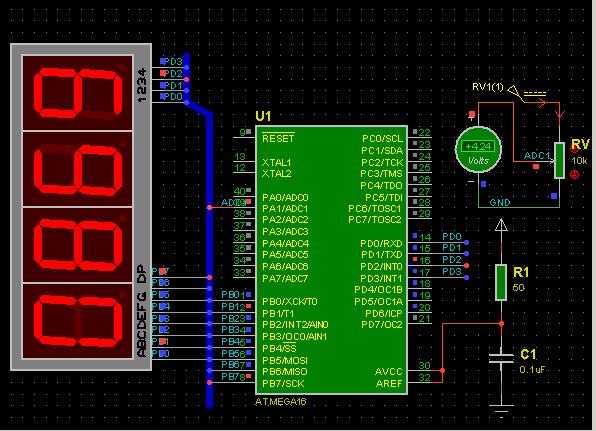 PD3
PD2
PD1
PD0
1234
ABCDEFG DP
U1
9 RESET
13 XTAL1
12 XTAL2
40 PA0/ADC0
PA1/ADC1
38 PA2/ADC2
37 PA3/ADC3
36 PA4/ADC4
35 PA5/ADC5
34 PA6/ADC6
33 PA7/ADC7
PB0 1 PB0/XCK/T0
PB1 2 PB1/T1
PB2 3 PB2/INT2/AIN0
PB3 4 PB3/OC0/AIN1
PB4 5 PB4/SS
PB5 6 PB5/MOSI
PB6 7 PB6/MISO
PB7 8 PB7/SCK
PC0/SCL 22
PC1/SDA 23
PC2/TCK 24
PC3/TMS 25
PC4/TDO 26
PC5/TDI 27
PC6/TOSC1 28
PC7/TOSC2 29
PD0/RXD 14 PD0
PD1/TXD 15 PD1
PD2/INT0 16 PD2
PD3/INT1 17 PD3
PD4/OC1B 18
PD5/OC1A 19
PD6/ICP 20
PD7/OC2 21
AVCC 30
AREF 32
ATMEGA16
RV1(1)
+4.24
Volts
ADC1
RV
10k
GND
R1
50
C1
0.1uF